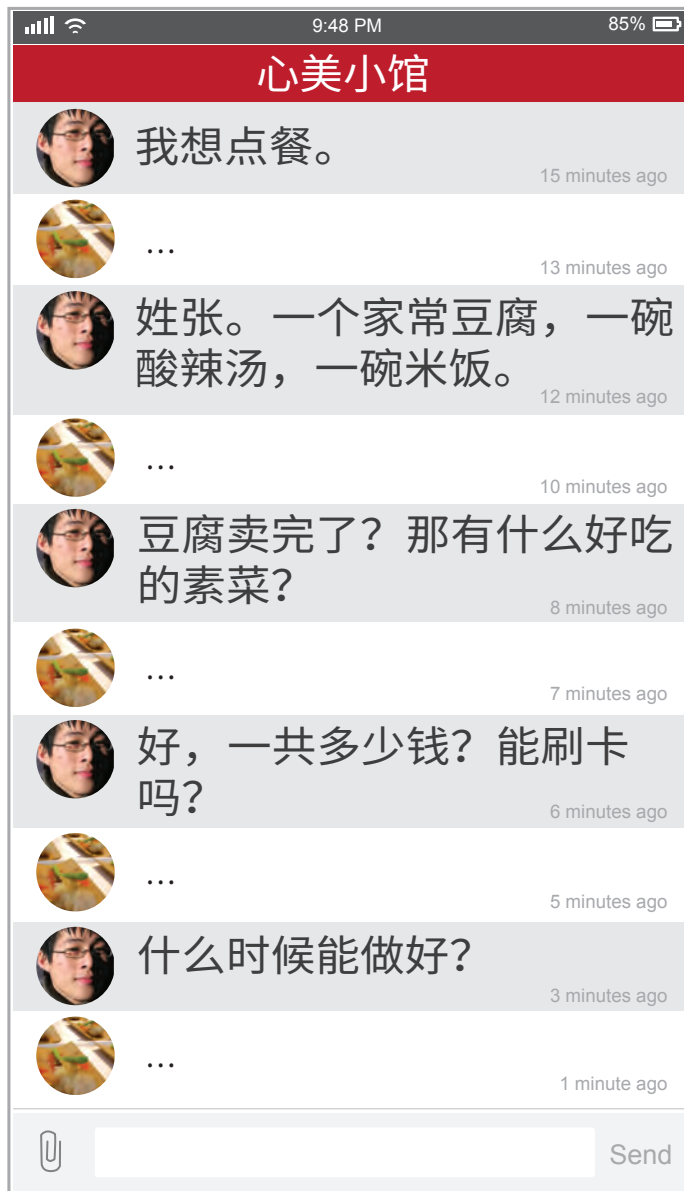 9:48 PM
85%
心美小馆
我想点餐。
15 minutes ago
...
13 minutes ago
姓张。一个家常豆腐，一碗
酸辣汤，一碗米饭。
12 minutes ago
...
10 minutes ago
豆腐卖完了？那有什么好吃
的素菜？
8 minutes ago
...
7 minutes ago
好，一共多少钱？能刷卡
吗？
6 minutes ago
...
5 minutes ago
什么时候能做好？
3 minutes ago
...
1 minute ago
Send